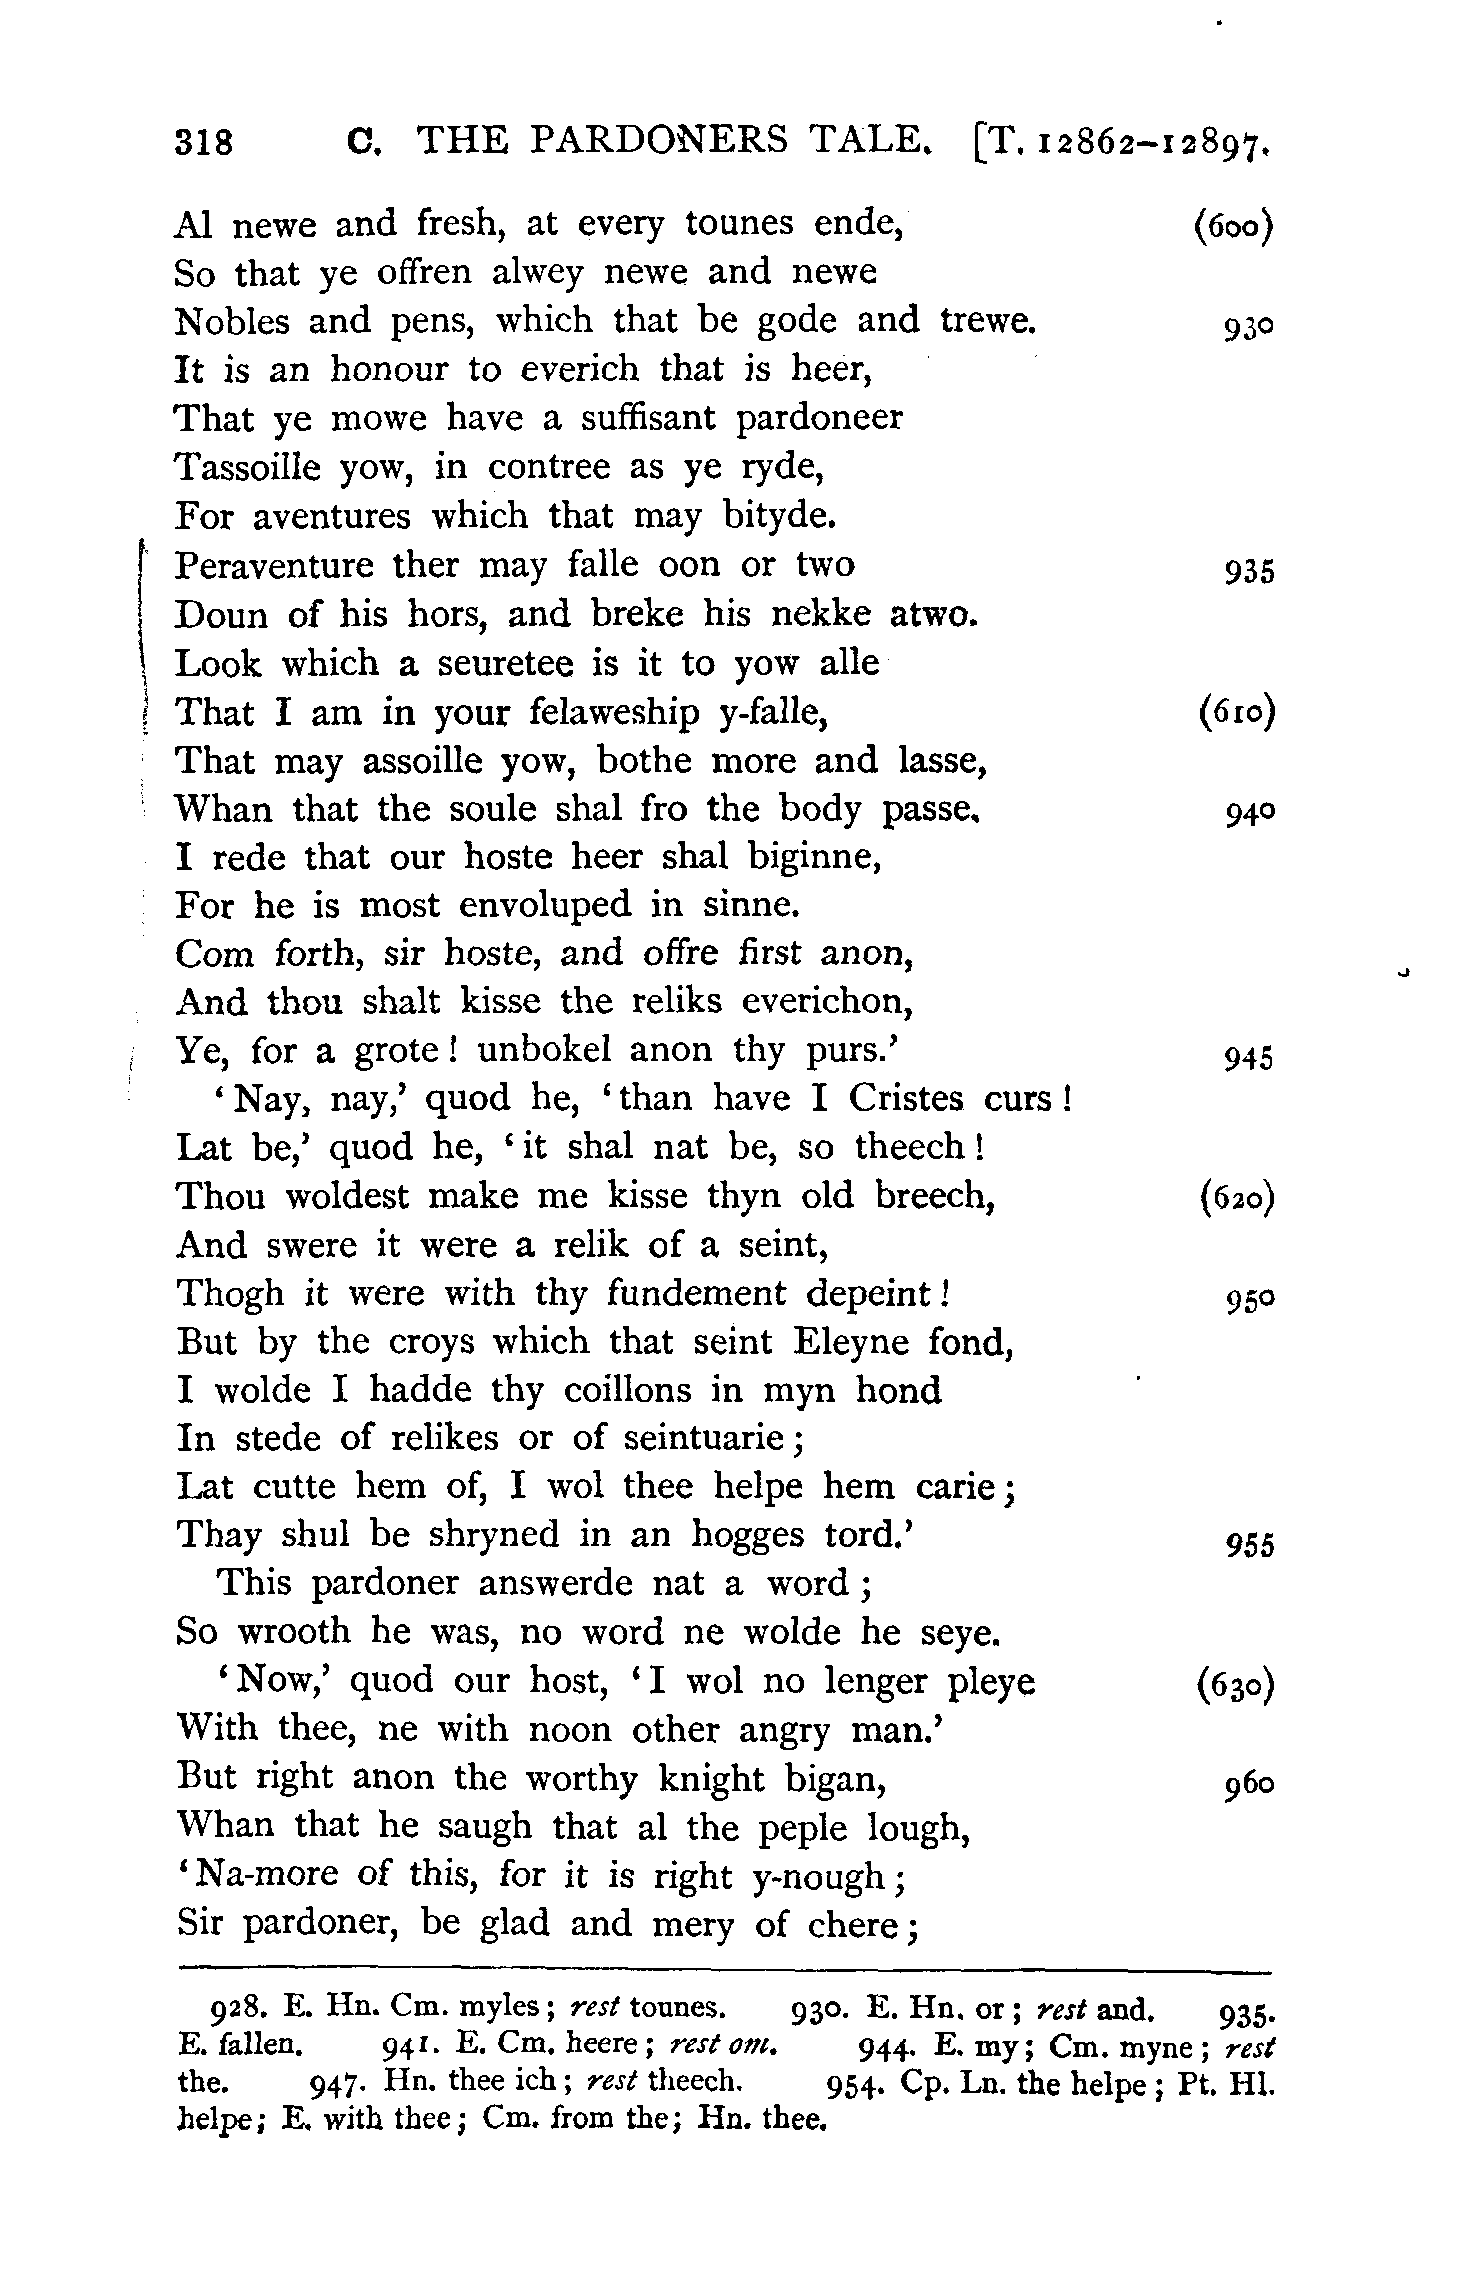 318 C. THE PARDONERS TALE. [T. 12862–12897.
Al newe and fresh, at every tounes ende, (600)
So that ye offren alwey newe and newe
Nobles and pens, which that be gode and trewe. 930
It is an honour to everich that is heer,
That ye mowe have a suffisant pardoneer
Tassoille yow, in contree as ye ryde,
For aventures which that may bityde.
Peraventure ther may falle oon or two 935
Doun of his hors, and breke his nekke atwo.
Look which a seuretee is it to yow alle
That I am in your felaweship y-falle, (610)
That may assoille yow, bothe more and lasse,
Whan that the soule shal fro the body passe. 940
I rede that our hoste heer shal biginne,
For he is most envoluped in sinne.
Com forth, sir hoste, and offre first anon,
And thou shalt kisse the reliks everichon,
Ye, for a grote! unbokel anon thy purs.’ 945
‘Nay, nay,’ quod he, ‘than have I Cristes curs!
Lat be,’ quod he, ‘it shal nat be, so theech!
Thou woldest make me kisse thyn old breech, (620)
And swere it were a relik of a seint,
Thogh it were with thy fundement depeint! 950
But by the croys which that seint Eleyne fond,
I wolde I hadde thy coillons in myn hond
In stede of relikes or of seintuarie;
Lat cutte hem of, I wol thee helpe hem carie;
Thay shul be shryned in an hogges tord.’ 955
This pardoner answerde nat a word;
So wrooth he was, no word ne wolde he seye.
‘Now,’ quod our host, ‘I wol no lenger pleye (630)
With thee, ne with noon other angry man.’
But right anon the worthy knight bigan, 960
Whan that he saugh that al the peple lough,
‘Na-more of this, for it is right y-nough;
Sir pardoner, be glad and mery of chere;
928. E. Hn. Cm. myles; rest tounes. 930. E. Hn. or; rest and. 935.
E. fallen. 941. E. Cm. heere; rest om. 944. E. my; Cm. myne; rest
the. 947. Hn. thee ich; rest theech. 954. Cp. Ln. the helpe; Pt. Hl.
helpe; E. with thee; Cm. from the; Hn. thee.